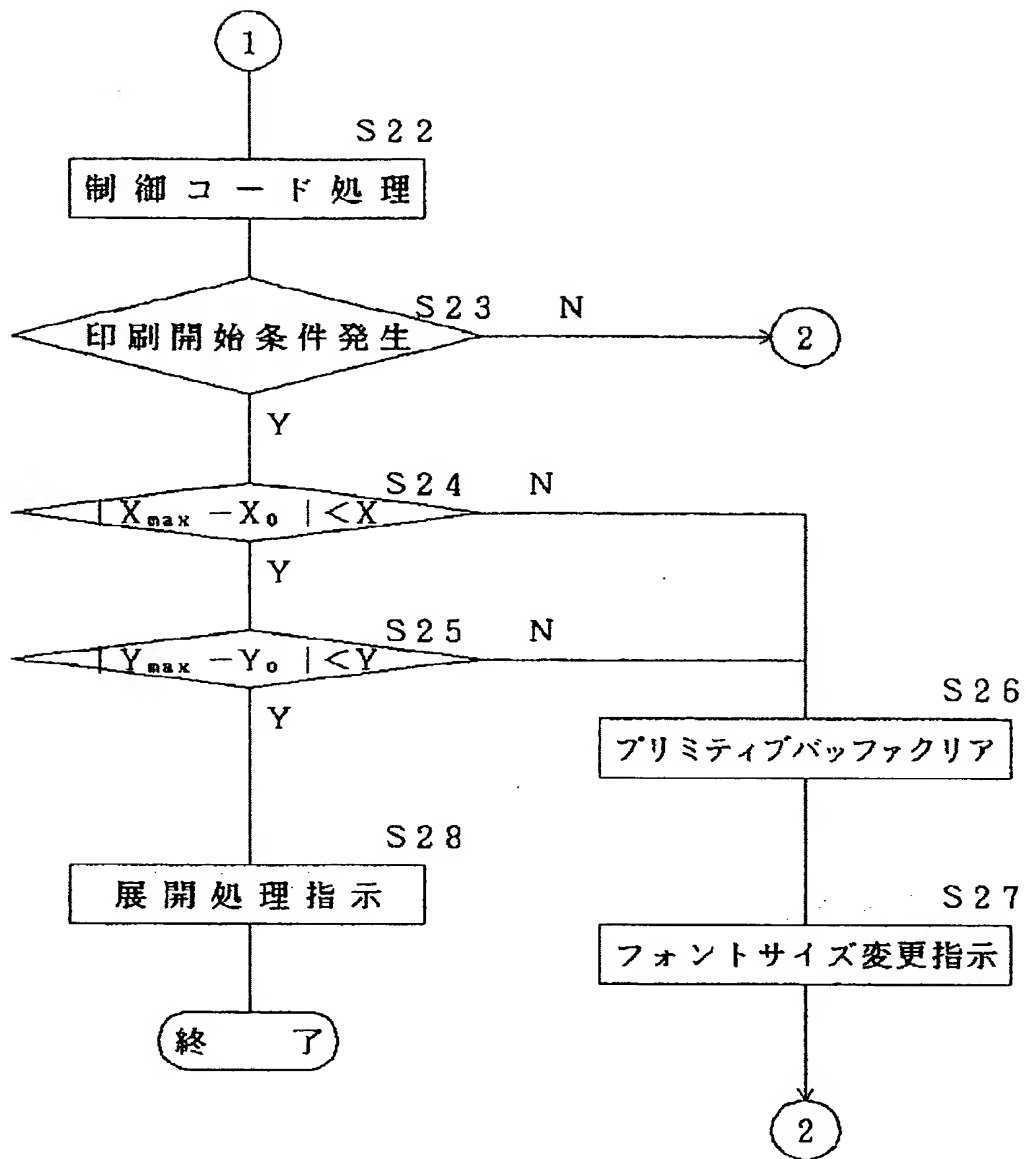 1
S22
制御コード処理
S23 N
印刷開始条件発生
2
Y
S24 N
|Xmax −X0 |<X
Y
S25 N
|Ymax −Y0 |<Y
Y
S26
プリミティブバッファクリア
S28
展開処理指示
S27
フォントサイズ変更指示
終 了
2